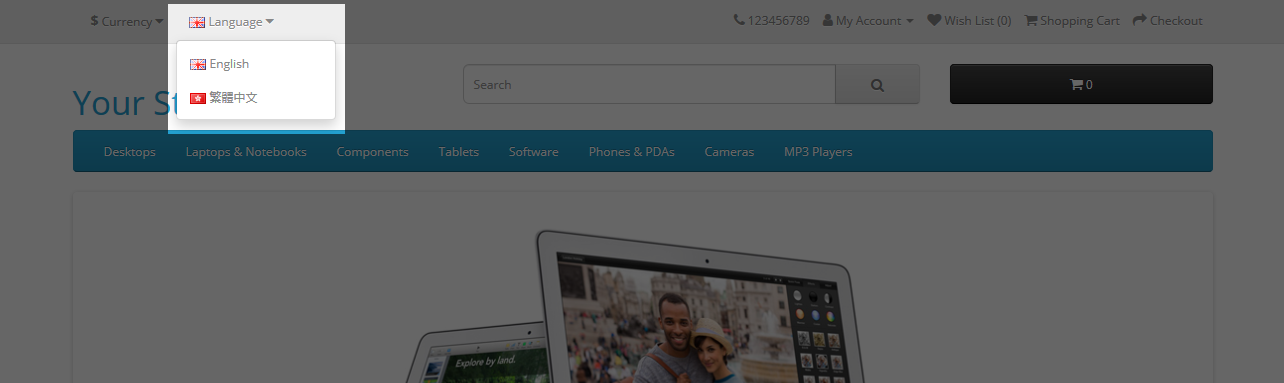 $ Currency Language 123456789 My Account Wish List (0) Shopping Cart Checkout
English
Search 0
繁體中文
Your St
Desktops Laptops & Notebooks Components Tablets Software Phones & PDAs Cameras MP3 Players
Explore by land.